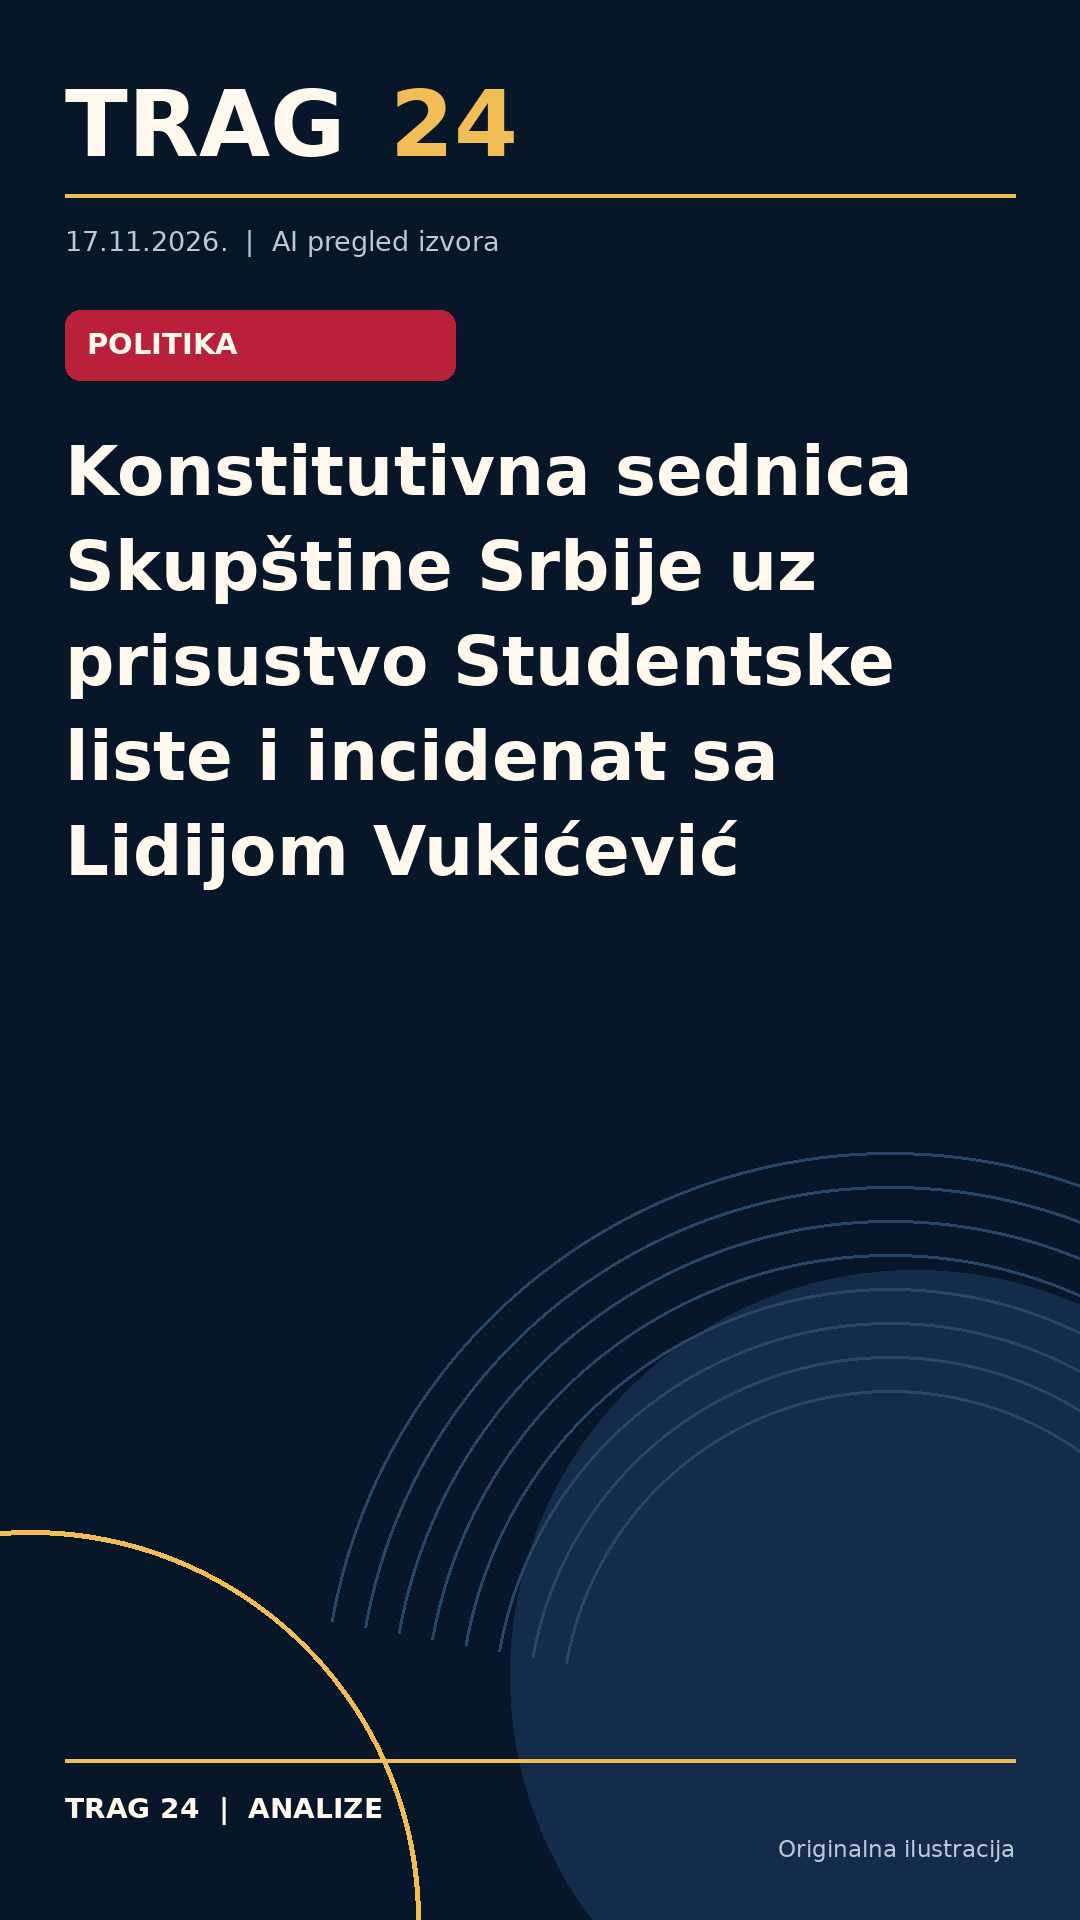 TRAG 24
17.11.2026. | AI pregled izvora
POLITIKA
Konstitutivna sednica
Skupštine Srbije uz
prisustvo Studentske
liste i incidenat sa
Lidijom Vukićević
TRAG 24 | ANALIZE
Originalna ilustracija